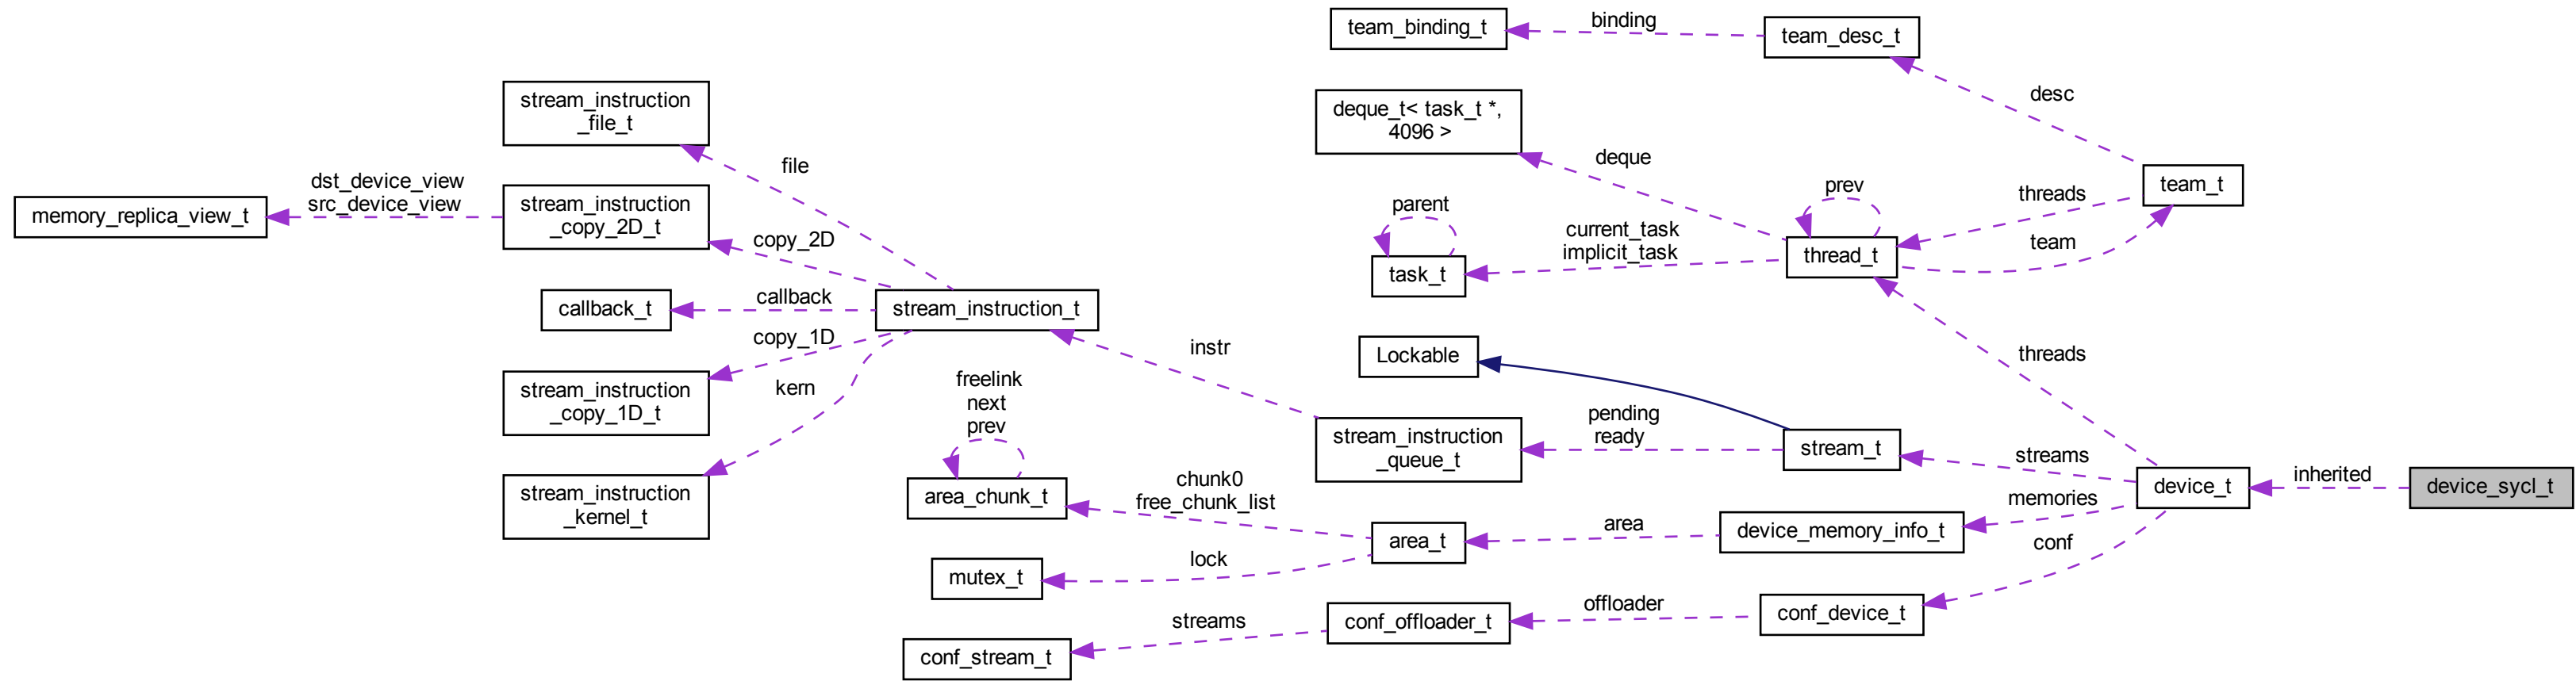 team_binding_t
binding
team_desc_t
desc
stream_instruction
_file_t
deque_t< task_t *,
4096 >
file
deque
team_t
threads
team
prev
thread_t
parent
current_task
implicit_task
task_t
dst_device_view
src_device_view
memory_replica_view_t
stream_instruction
_copy_2D_t
copy_2D
callback_t
callback
stream_instruction_t
copy_1D
stream_instruction
_copy_1D_t
kern
stream_instruction
_kernel_t
instr
Lockable
threads
freelink
next
prev
area_chunk_t
stream_instruction
_queue_t
pending
ready
stream_t
streams
device_t
inherited
device_sycl_t
memories
chunk0
free_chunk_list
area_t
area
device_memory_info_t
conf
mutex_t
lock
conf_stream_t
streams
conf_offloader_t
offloader
conf_device_t